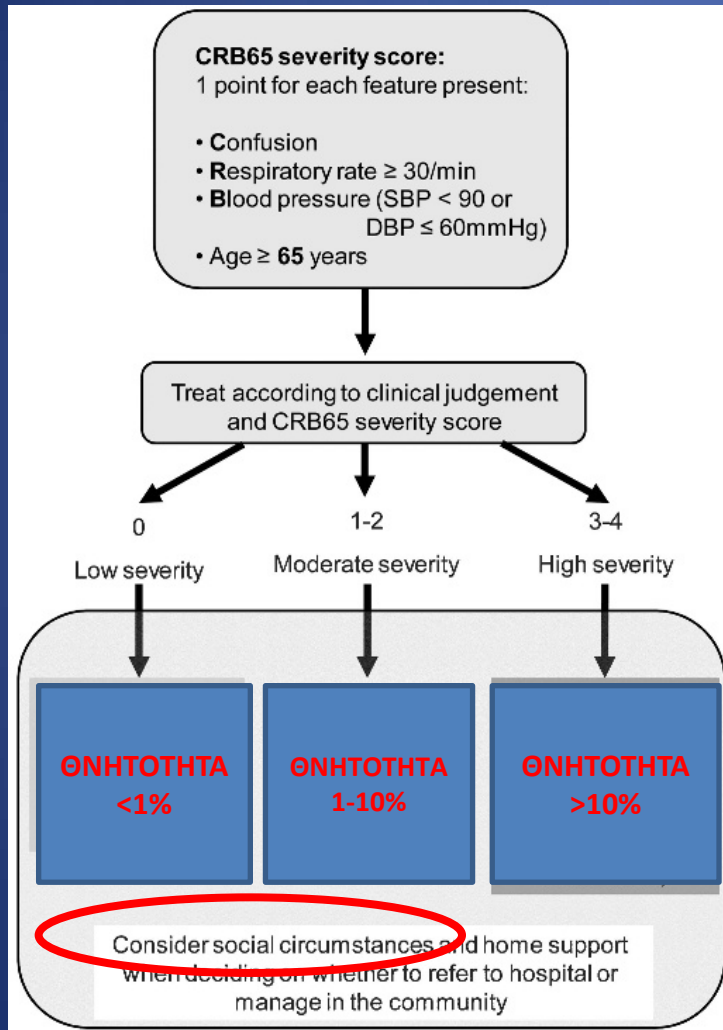 CRB65 severity score:
1 point for each feature present:
• Confusion
• Respiratory rate ≥ 30/min
• Blood pressure (SBP < 90 or
DBP ≤ 60mmHg)
• Age ≥ 65 years
Treat according to clinical judgement
and CRB65 severity score
0
1-2
3-4
Low severity
Moderate severity
High severity
ΘΝΗΤΟΤΗΤΑ
<1%
ΘΝΗΤΟΤΗΤΑ
1-10%
ΘΝΗΤΟΤΗΤΑ
>10%
Consider social circumstances and home support
when deciding on whether to refer to hospital or
manage in the community